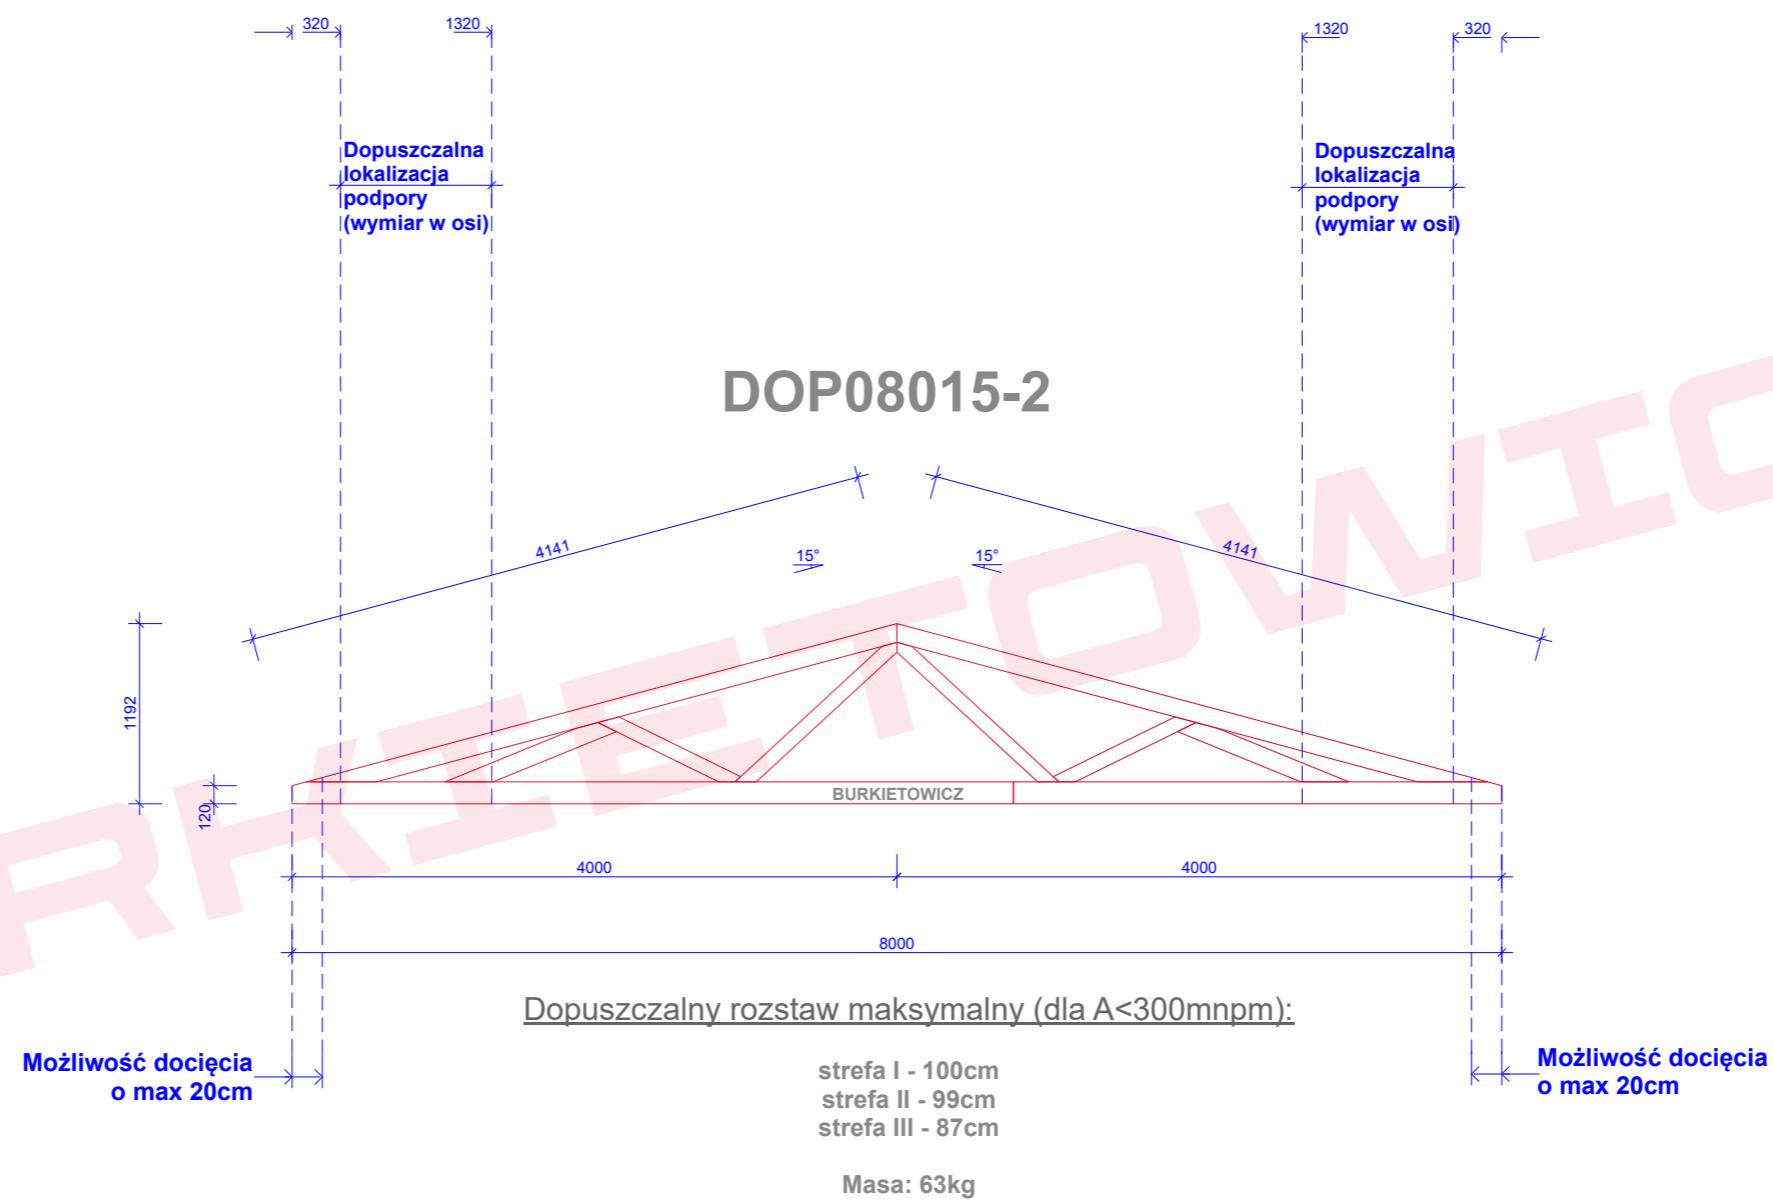 320
1320
1320
320
Dopuszczalna
lokalizacja
podpory
(wymiar w osi)
Dopuszczalna
lokalizacja
podpory
(wymiar w osi)
DOP08015-2
4141
15°
15°
4141
1192
120
BURKIETOWICZ
4000
4000
8000
Dopuszczalny rozstaw maksymalny (dla A<300mnpm):
Możliwość docięcia
o max 20cm
strefa I - 100cm
strefa II - 99cm
strefa III - 87cm
Możliwość docięcia
o max 20cm
Masa: 63kg
RKIETOWIC